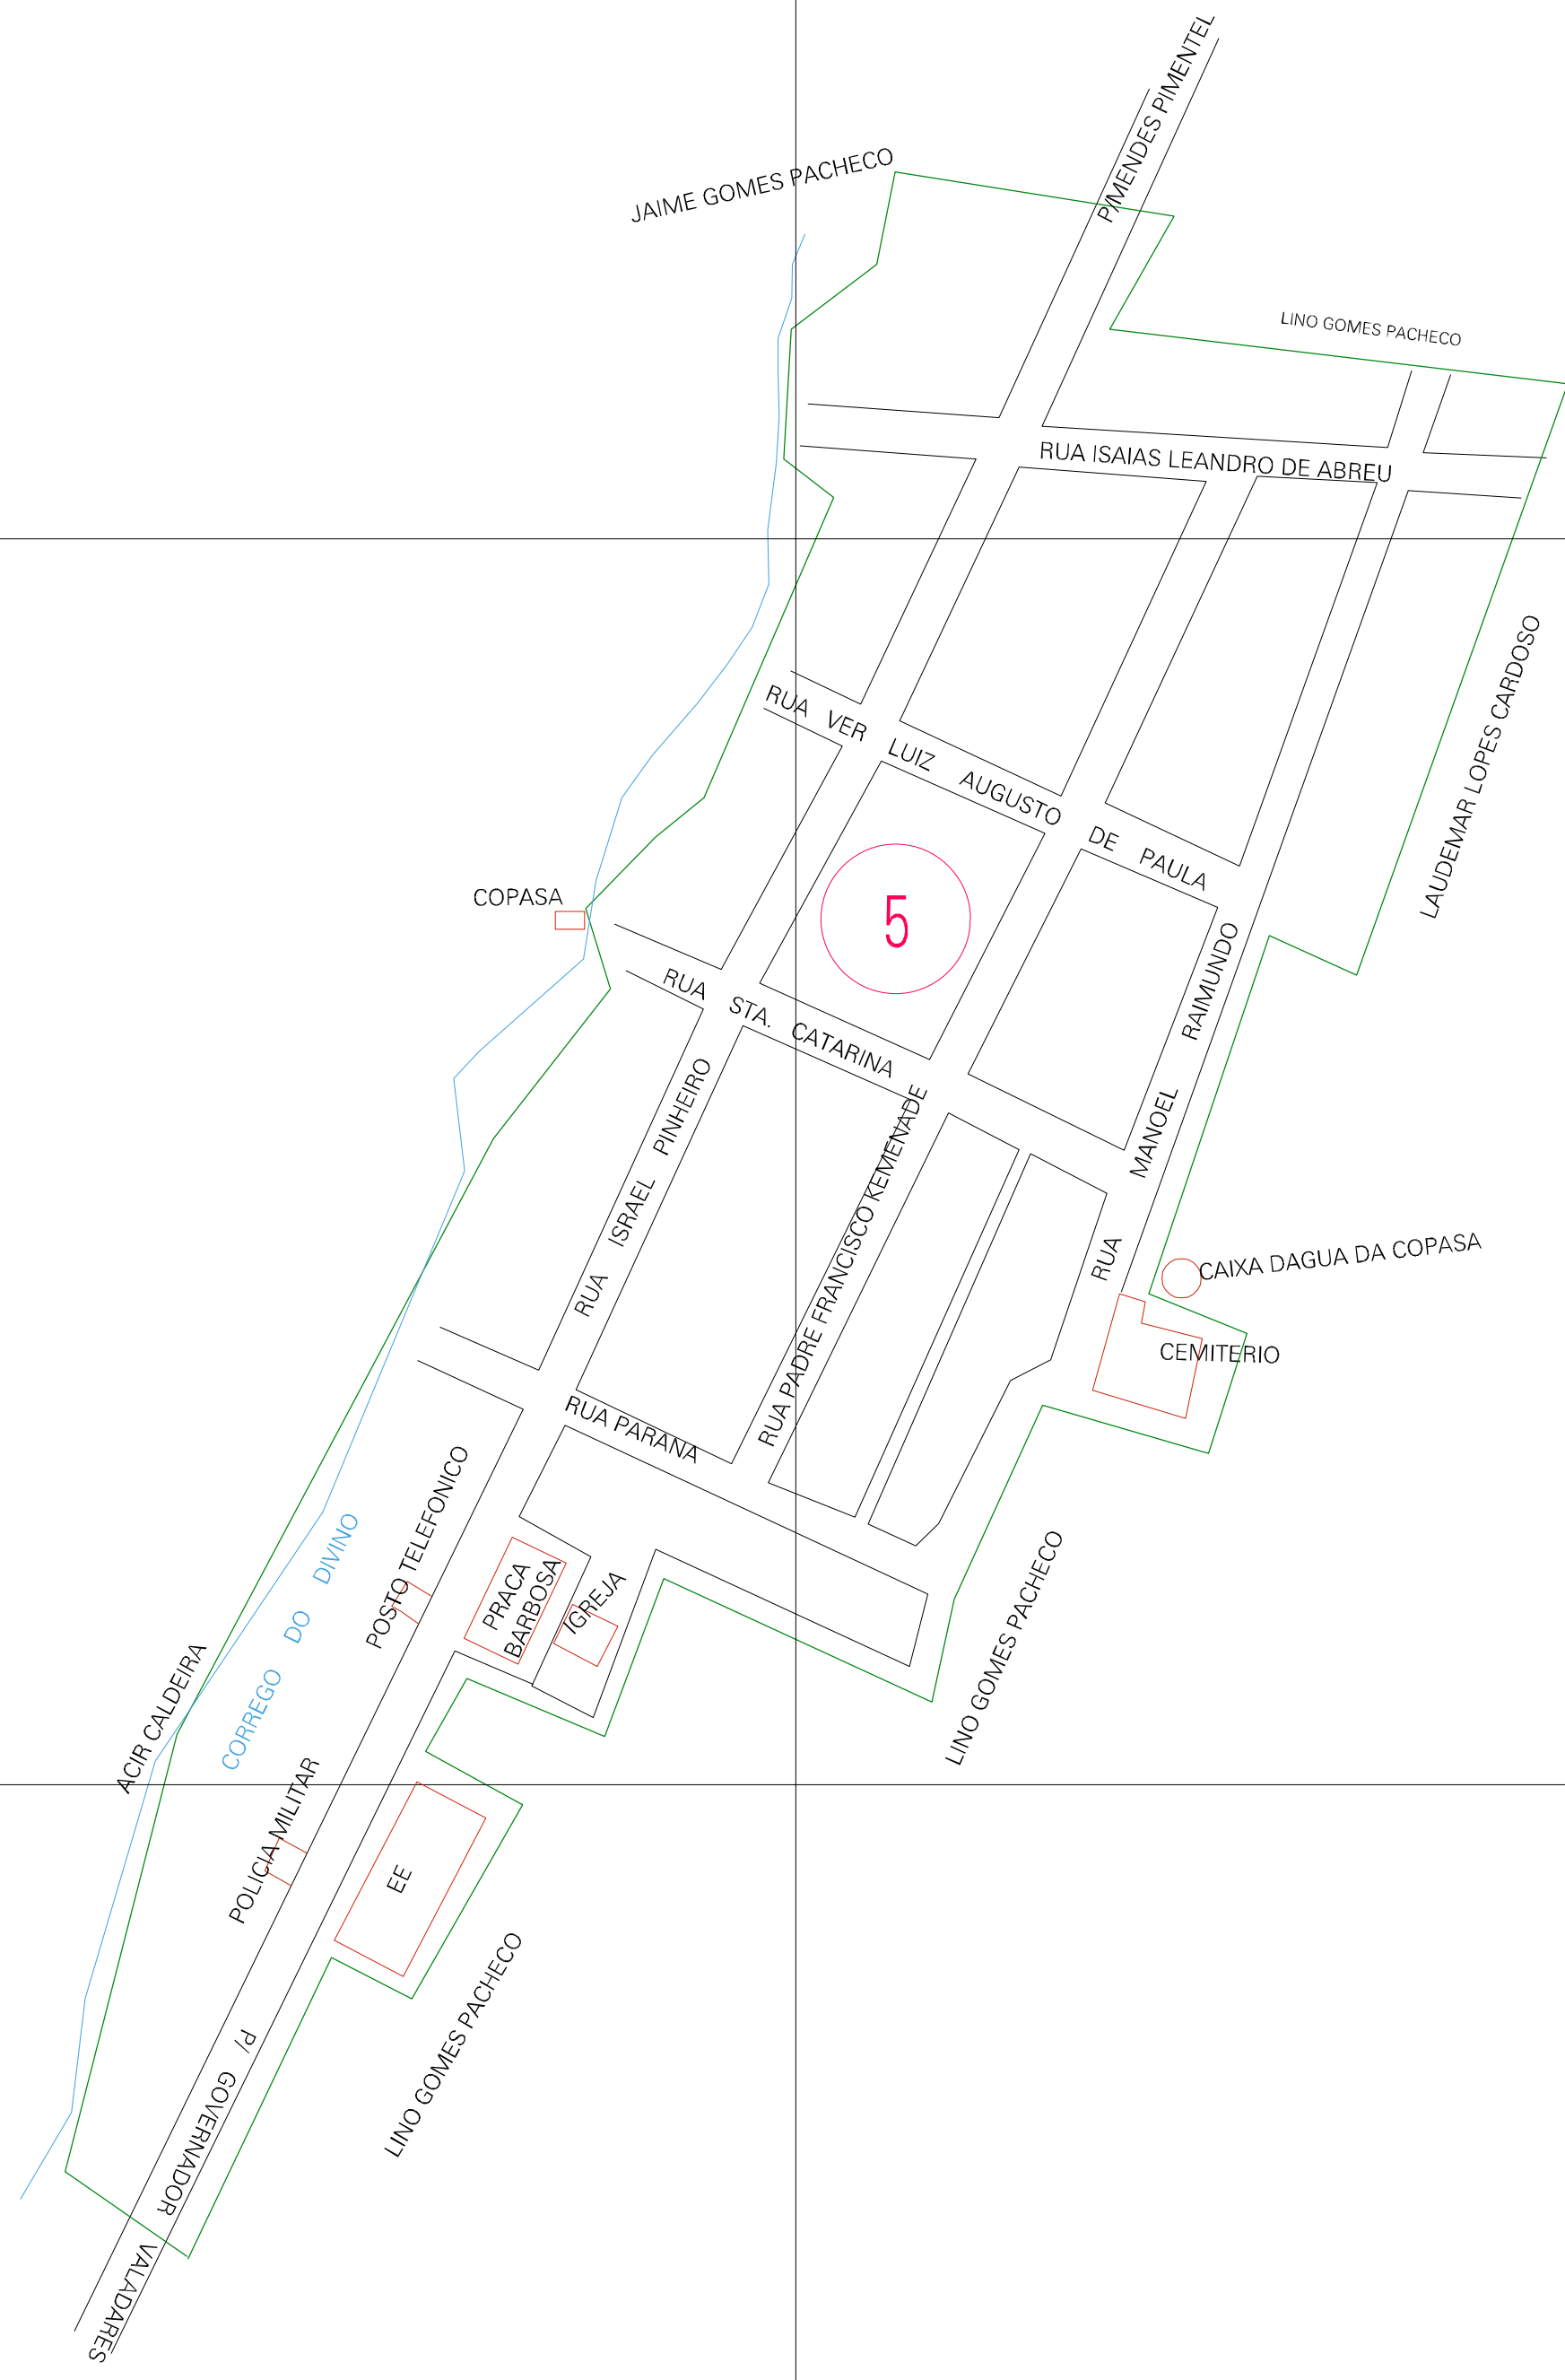 P/MENDES PIMENTEL
JAIME GOMES PACHECO
LINO GOMES PACHECO
RUA ISAIAS LEANDRO DE ABREU
LAUDEMAR LOPES CARDOSO
RUA VER LUIZ AUGUSTO DE PAULA
COPASA
5
RUA STA. CATARINA
RUA MANOEL RAIMUNDO
RUA ISRAEL PINHEIRO
RUA PADRE FRANCISCO KEMENADE
CAIXA DAGUA DA COPASA
CEMITERIO
RUA PARANA
POSTO TELEFONICO
PRACA
BARBOSA
IGREJA
CORREGO DO DIVINO
LINO GOMES PACHECO
ACIR CALDEIRA
POLICIA MILITAR
EE
LINO GOMES PACHECO
P/ GOVERNADOR VALADARES